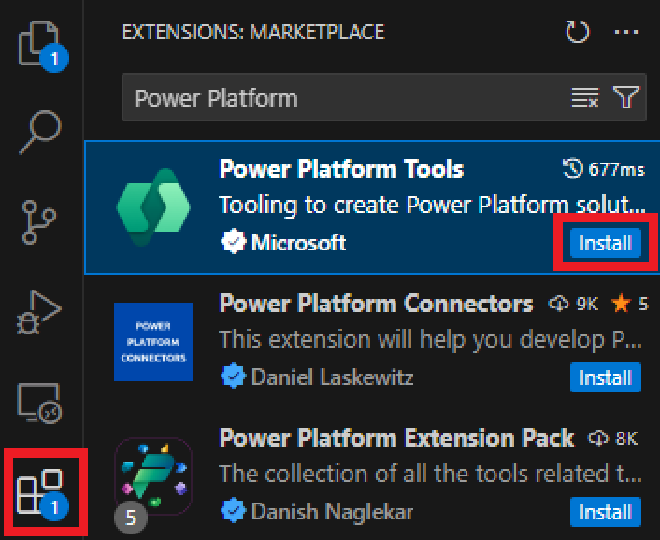 EXTENSIONS: MARKETPLACE
1
Power Platform
Power Platform Tools 677ms
Tooling to create Power Platform solut...
Microsoft Install
POWER
PLATFORM
CONNECTORS
Power Platform Connectors 9K 5
This extension will help you develop P...
Daniel Laskewitz Install
Power Platform Extension Pack 8K
The collection of all the tools related t...
Danish Naglekar Install
5
1